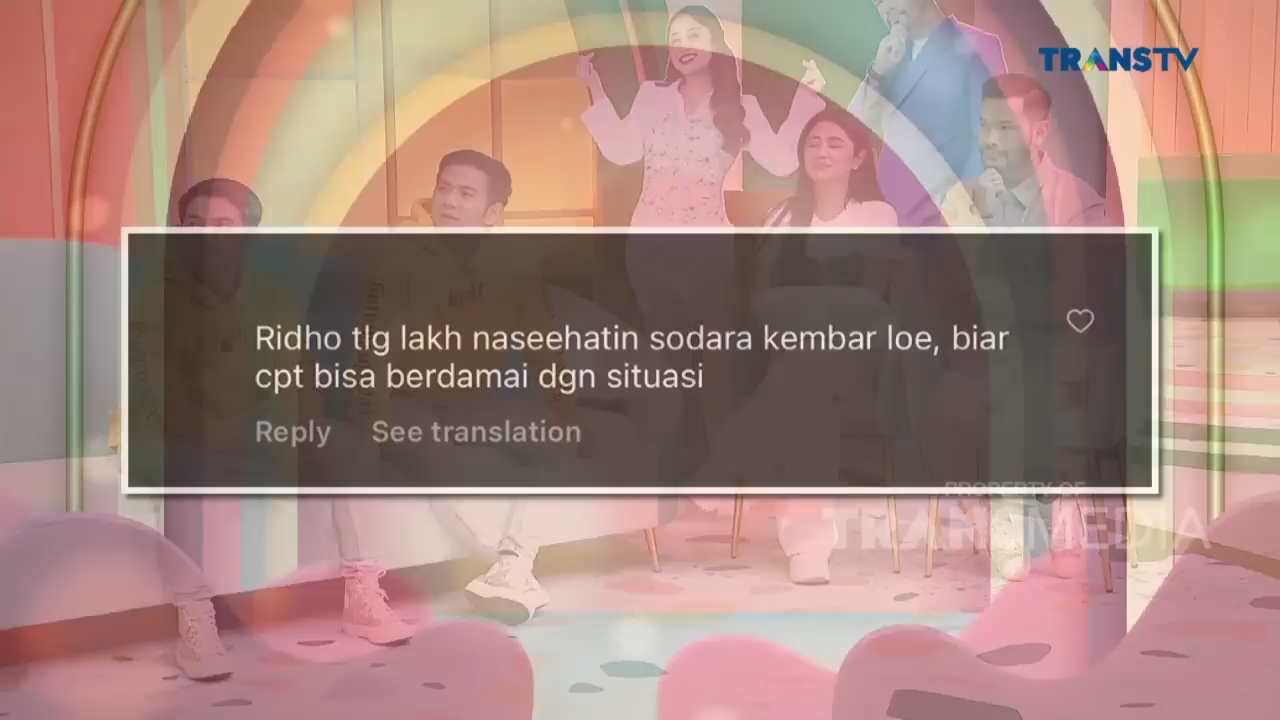 TRANSTV
Ridho tlg lakh naseehatin sodara kembar loe, biar
cpt bisa berdamai dgn situasi
Reply See translation
PROPERTY OF
TRANSMEDIA